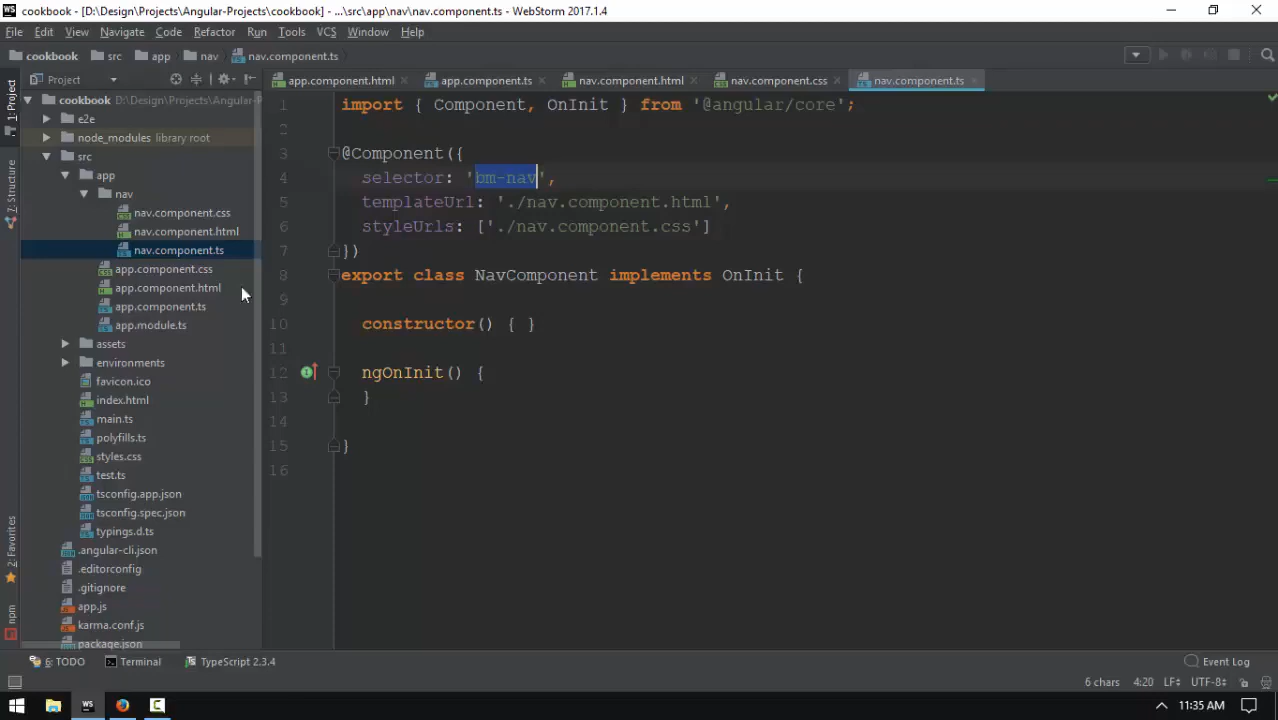 WS cookbook - [D:\Design\Projects\Angular-Projects\cookbook] - ...\src\app\nav\nav.component.ts - WebStorm 2017.1.4
File Edit View Navigate Code Refactor Run Tools VCS Window Help
cookbook src app nav nav.component.ts
Project
app.component.html app.component.ts nav.component.html nav.component.css nav.component.ts
1: Project
7: Structure
2: Favorites
npm
cookbook D:\Design\Projects\Angular-P
e2e
node_modules library root
src
app
nav
nav.component.css
nav.component.html
nav.component.ts
app.component.css
app.component.html
app.component.ts
app.module.ts
assets
environments
favicon.ico
index.html
main.ts
polyfills.ts
styles.css
test.ts
tsconfig.app.json
tsconfig.spec.json
typings.d.ts
.angular-cli.json
.editorconfig
.gitignore
app.js
karma.conf.js
package.json
1 import { Component, OnInit } from '@angular/core';
2
3 @Component({
4 selector: 'bm-nav',
5 templateUrl: './nav.component.html',
6 styleUrls: ['./nav.component.css']
7 })
8 export class NavComponent implements OnInit {
9
10 constructor() { }
11
12 ngOnInit() {
13 }
14
15 }
16
6: TODO Terminal TypeScript 2.3.4 Event Log
6 chars 4:20 LF UTF-8
WS 11:35 AM